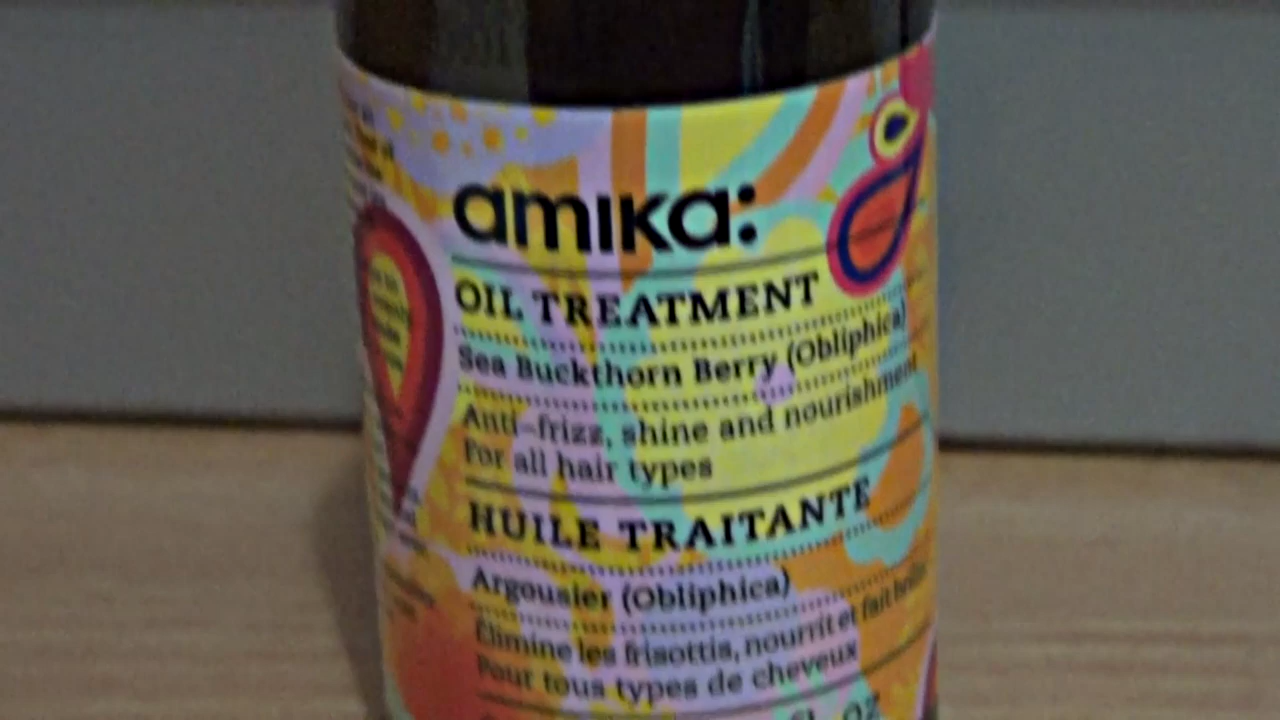 amika:
OIL TREATMENT
Sea Buckthorn Berry (Obliphica)
Anti-frizz, shine and nourishment
For all hair types
HUILE TRAITANTE
Argousier (Obliphica)
Élimine les frisottis, nourrit et fait briller
Pour tous types de cheveux